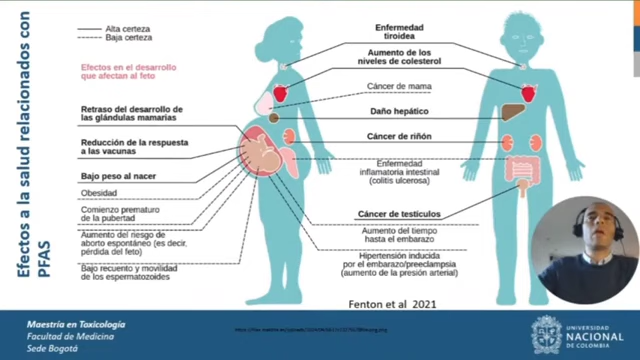 Efectos a la salud relacionados con
PFAS
Alta certeza
Baja certeza
Efectos en el desarrollo
que afectan al feto
Retraso del desarrollo de
las glándulas mamarias
Reducción de la respuesta
a las vacunas
Bajo peso al nacer
Obesidad
Comienzo prematuro
de la pubertad
Aumento del riesgo de
aborto espontáneo (es decir,
pérdida del feto)
Bajo recuento y movilidad
de los espermatozoides
Enfermedad
tiroidea
Aumento de los
niveles de colesterol
Cáncer de mama
Daño hepático
Cáncer de riñón
Enfermedad
inflamatoria intestinal
(colitis ulcerosa)
Cáncer de testículos
Aumento del tiempo
hasta el embarazo
Hipertensión inducida
por el embarazo/preeclampsia
(aumento de la presión arterial)
Fenton et al 2021
Maestría en Toxicología
Facultad de Medicina
Sede Bogotá
UNIVERSIDAD
NACIONAL
DE COLOMBIA